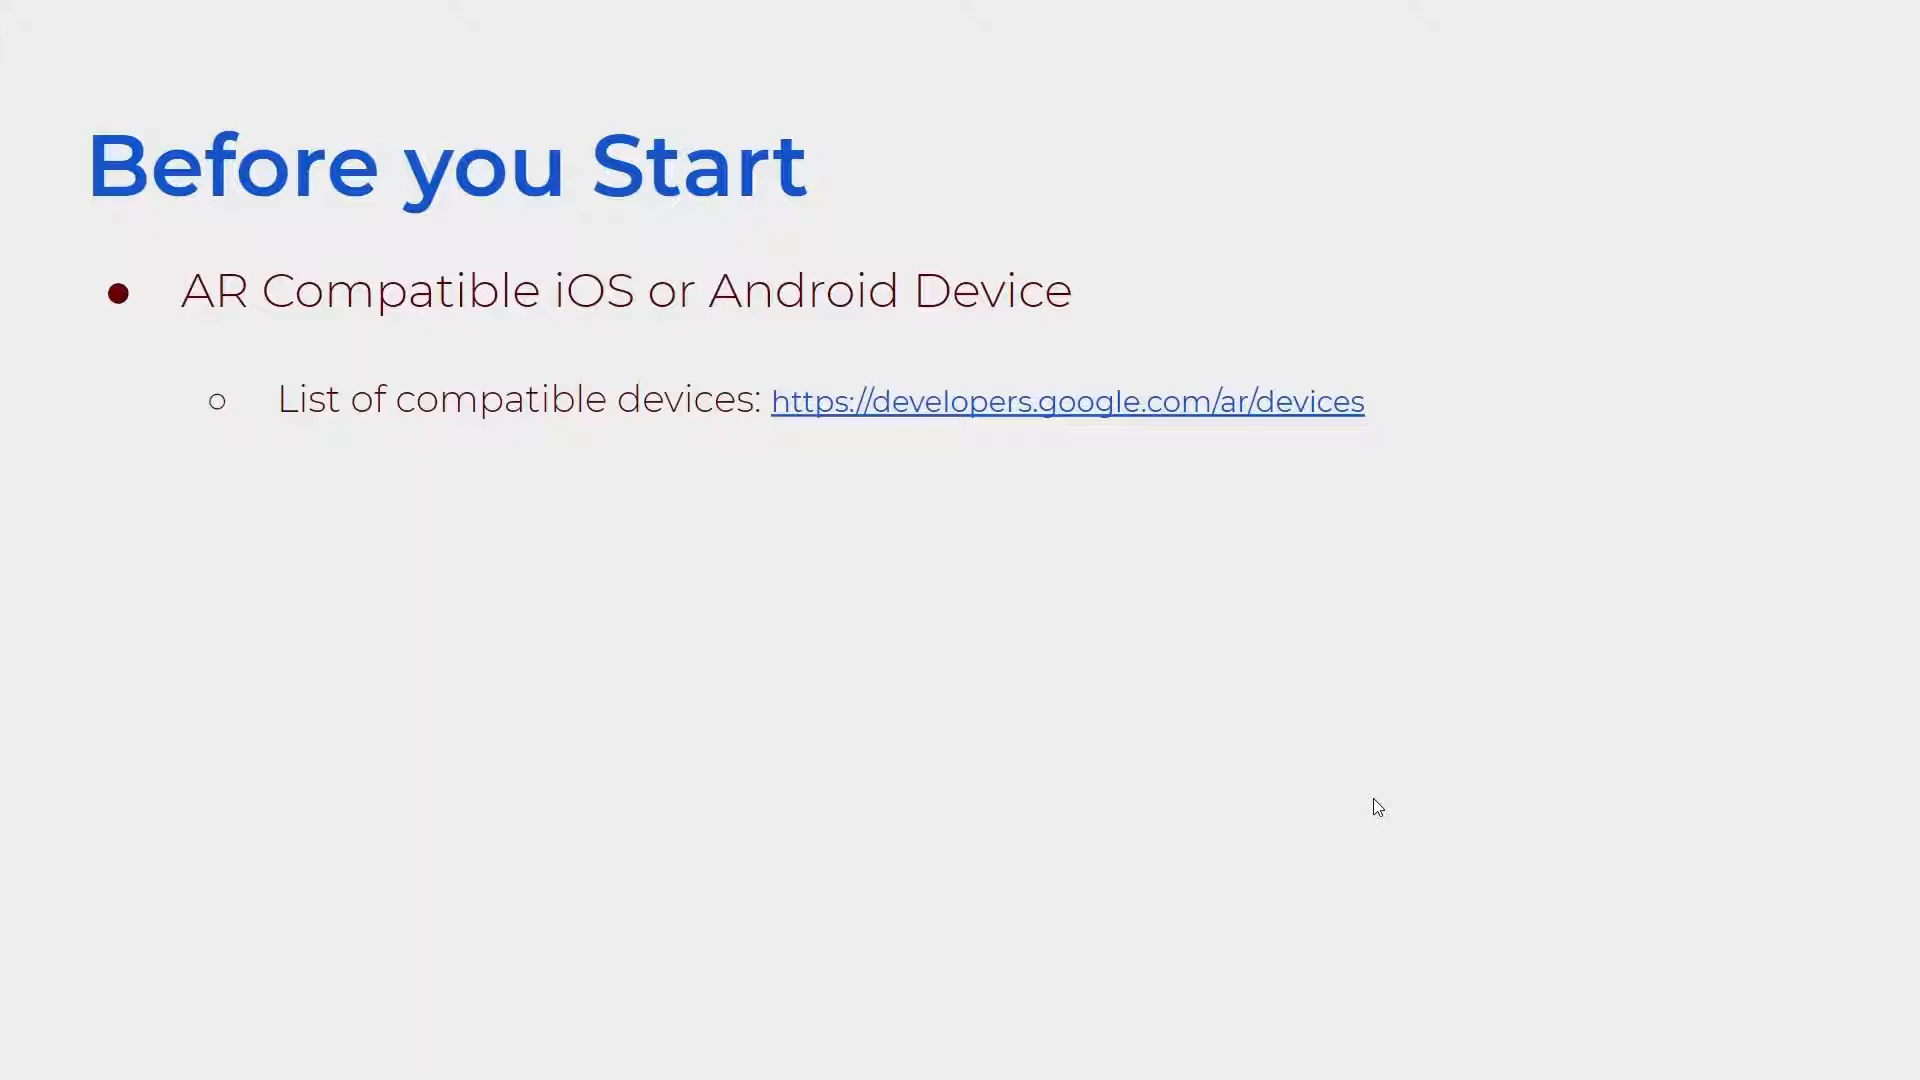 Before you Start
● AR Compatible iOS or Android Device
○ List of compatible devices: https://developers.google.com/ar/devices